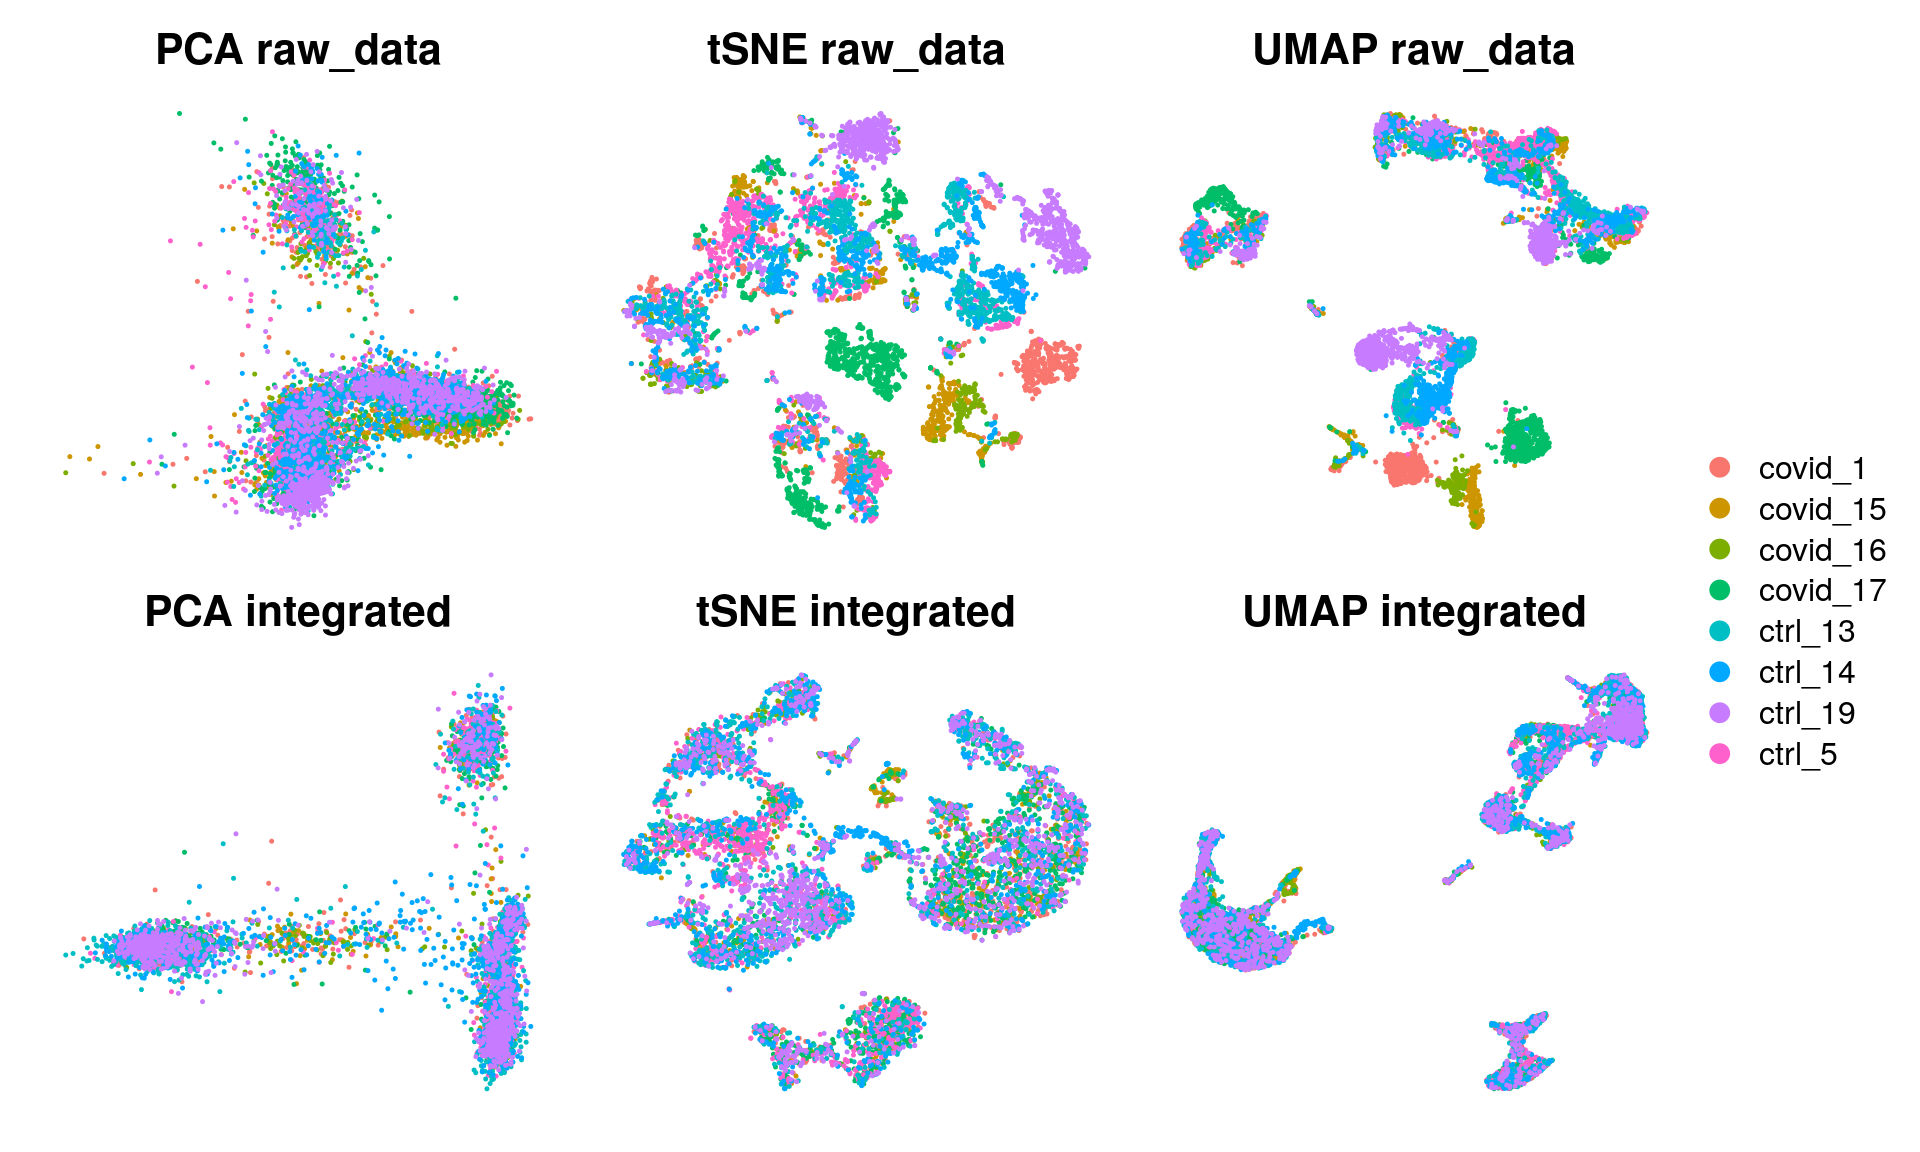 PCA raw_data
tSNE raw_data
UMAP raw_data
covid_1
covid_15
covid_16
covid_17
ctrl_13
ctrl_14
ctrl_19
ctrl_5
PCA integrated
tSNE integrated
UMAP integrated